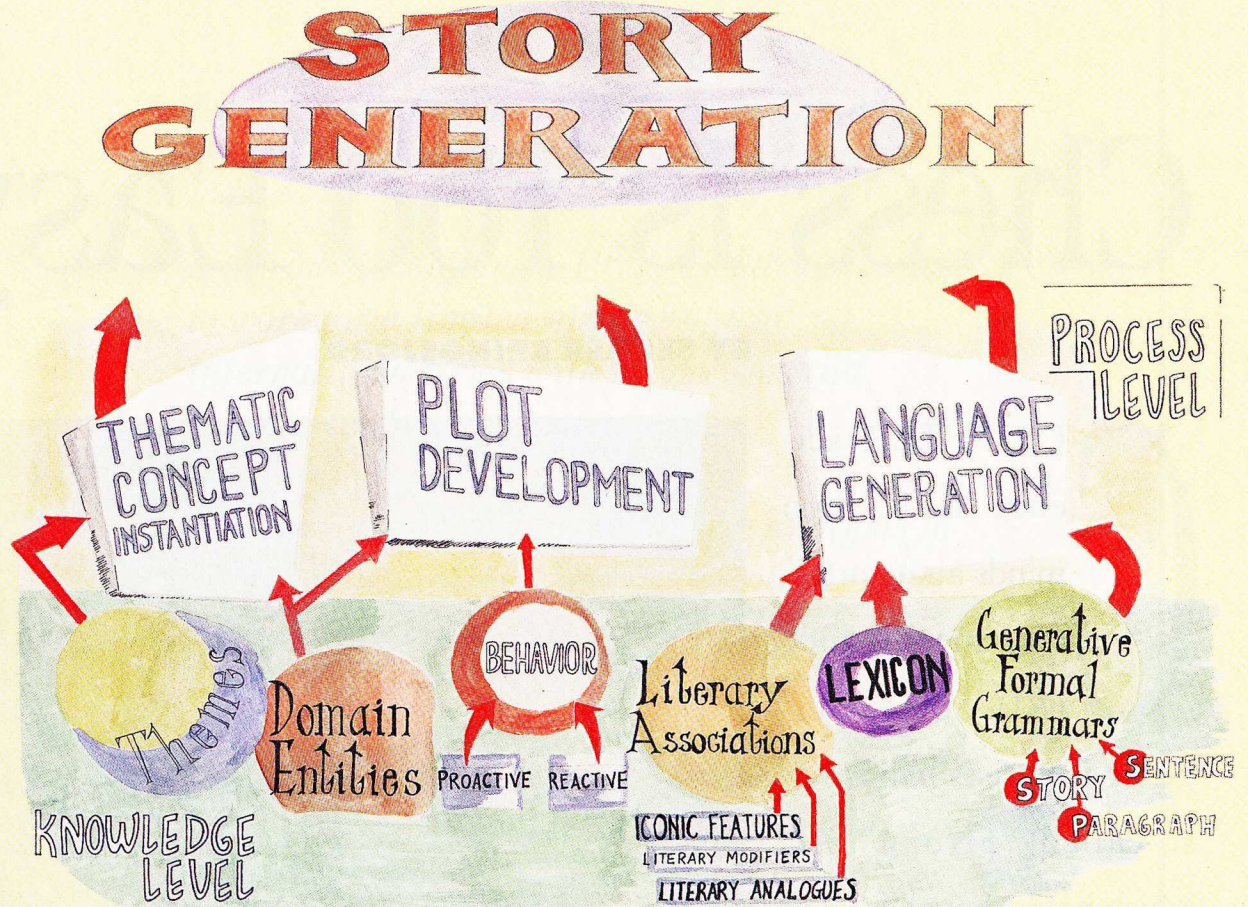 STORY
GENERATION
PROCESS
LEVEL
THEMATIC
CONCEPT
INSTANTIATION
PLOT
DEVELOPMENT
LANGUAGE
GENERATION
Themes
Domain
Entities
BEHAVIOR
PROACTIVE
REACTIVE
Literary
Associations
ICONIC FEATURES
LITERARY MODIFIERS
LITERARY ANALOGUES
LEXICON
Generative
Formal
Grammars
STORY
SENTENCE
PARAGRAPH
KNOWLEDGE
LEVEL